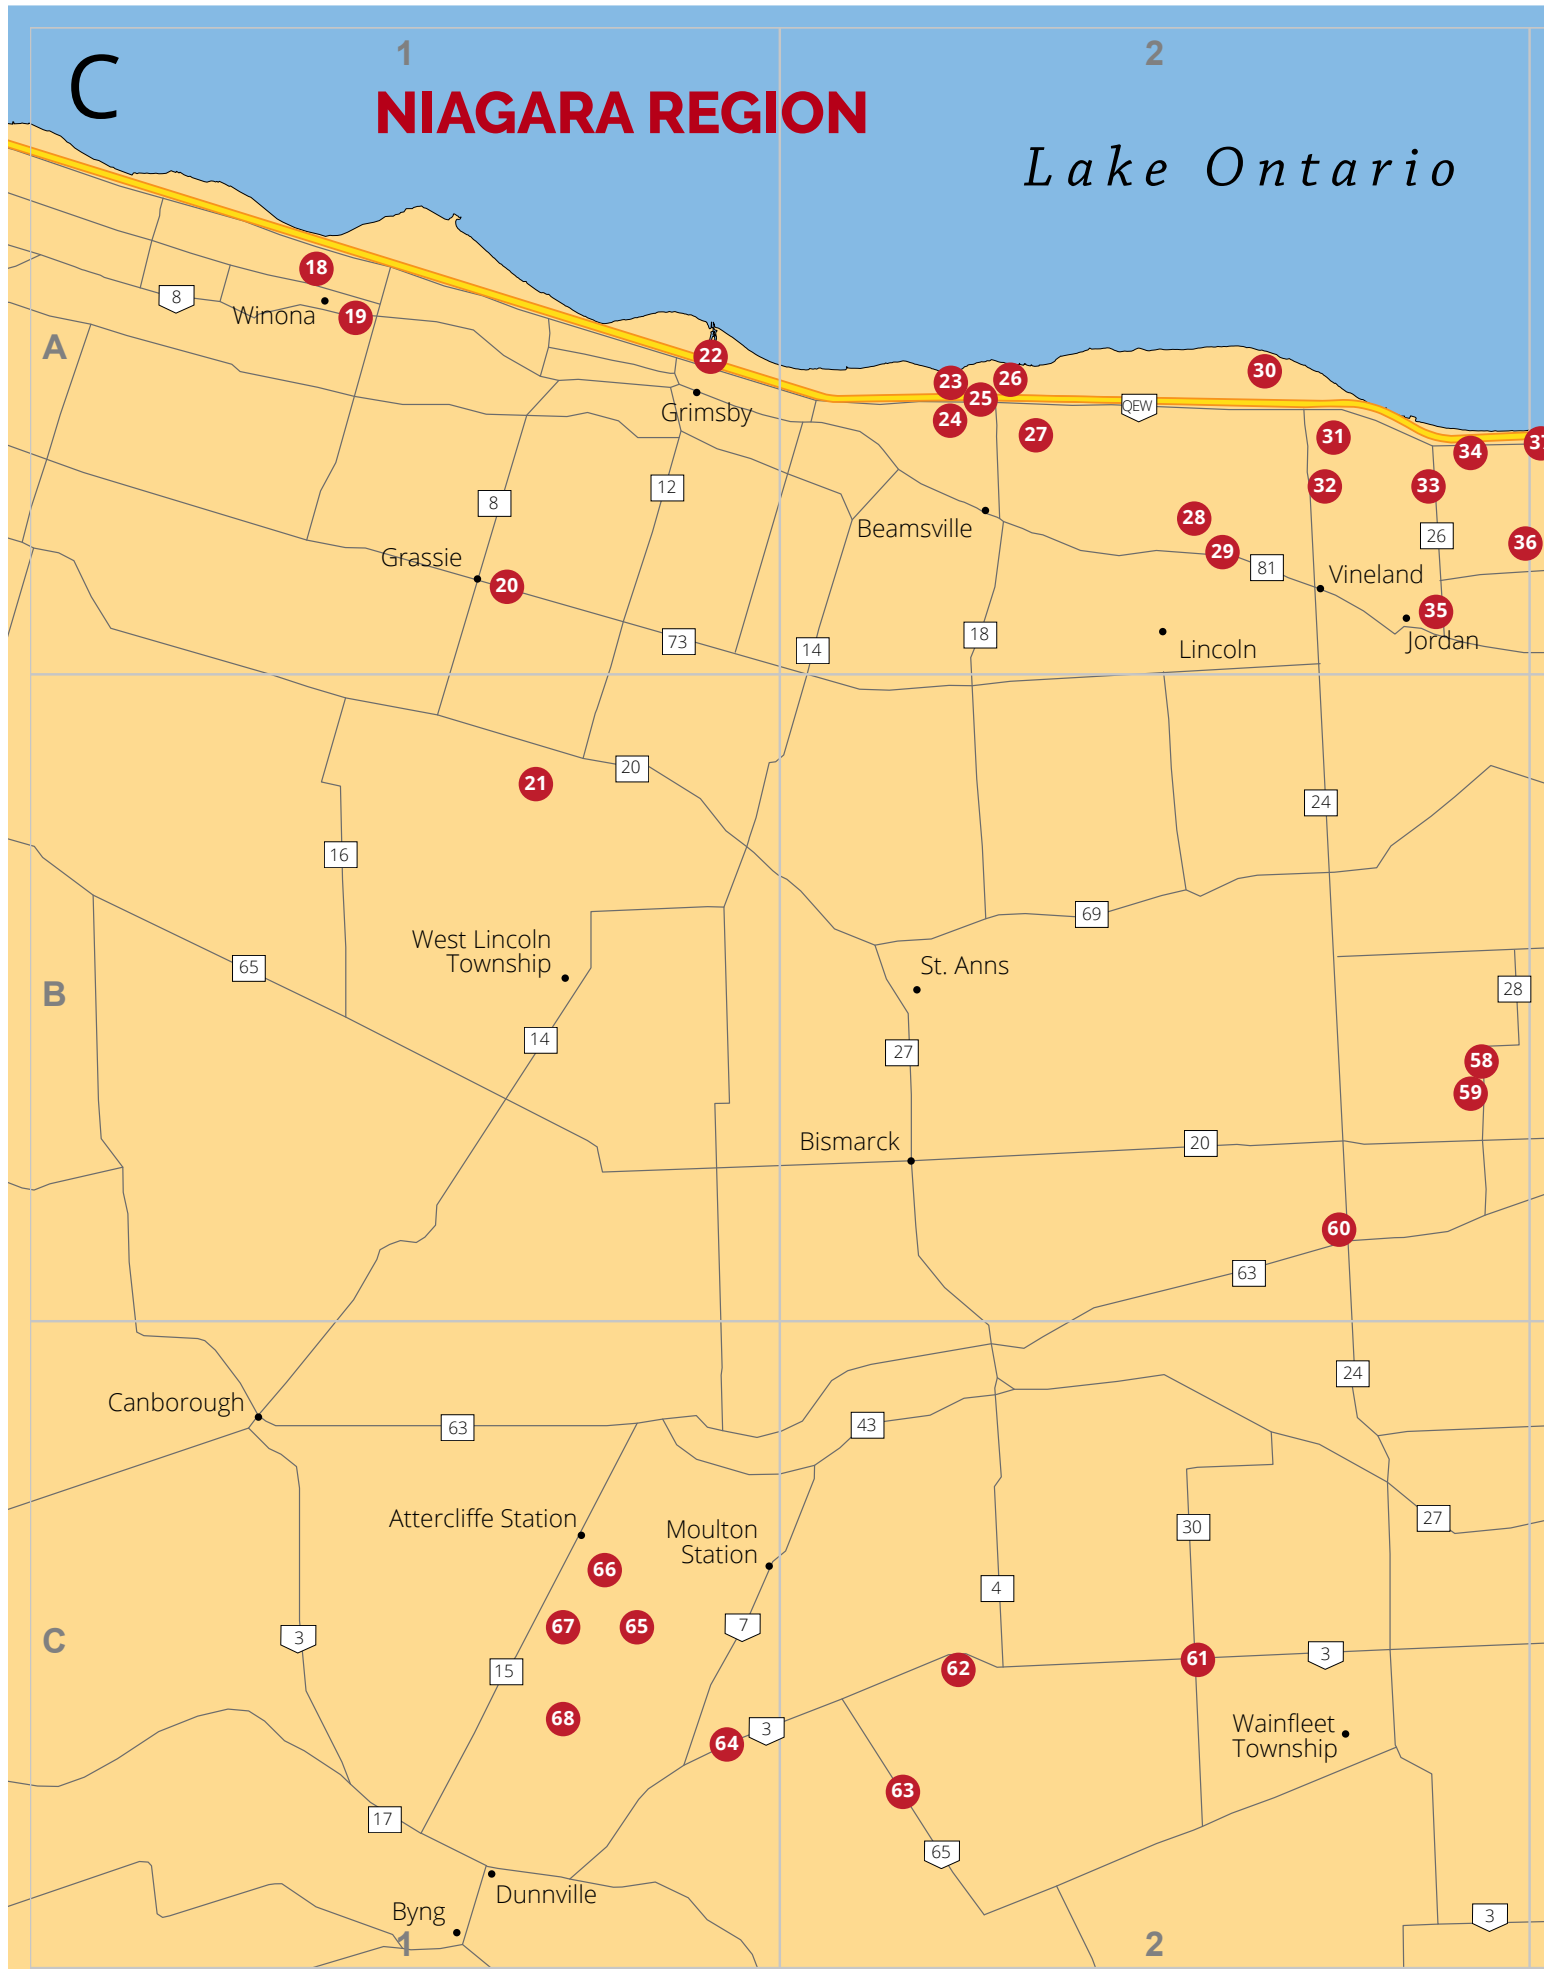 1
2
C
NIAGARA REGION
Lake Ontario
18
8
Winona
19
A
22
23
26
30
25
QEW
Grimsby
24
27
31
34
37
12
8
32
33
28
Beamsville
26
36
29
Grassie
81
Vineland
20
35
18
73
14
Lincoln
Jordan
20
21
24
16
69
West Lincoln
Township
65
St. Anns
B
28
14
27
58
59
Bismarck
20
60
63
24
Canborough
63
43
Attercliffe Station
27
30
Moulton
Station
66
4
67
65
7
C
3
61
3
15
62
68
Wainfleet
Township
64
3
63
17
65
Dunnville
Byng
3
1
2